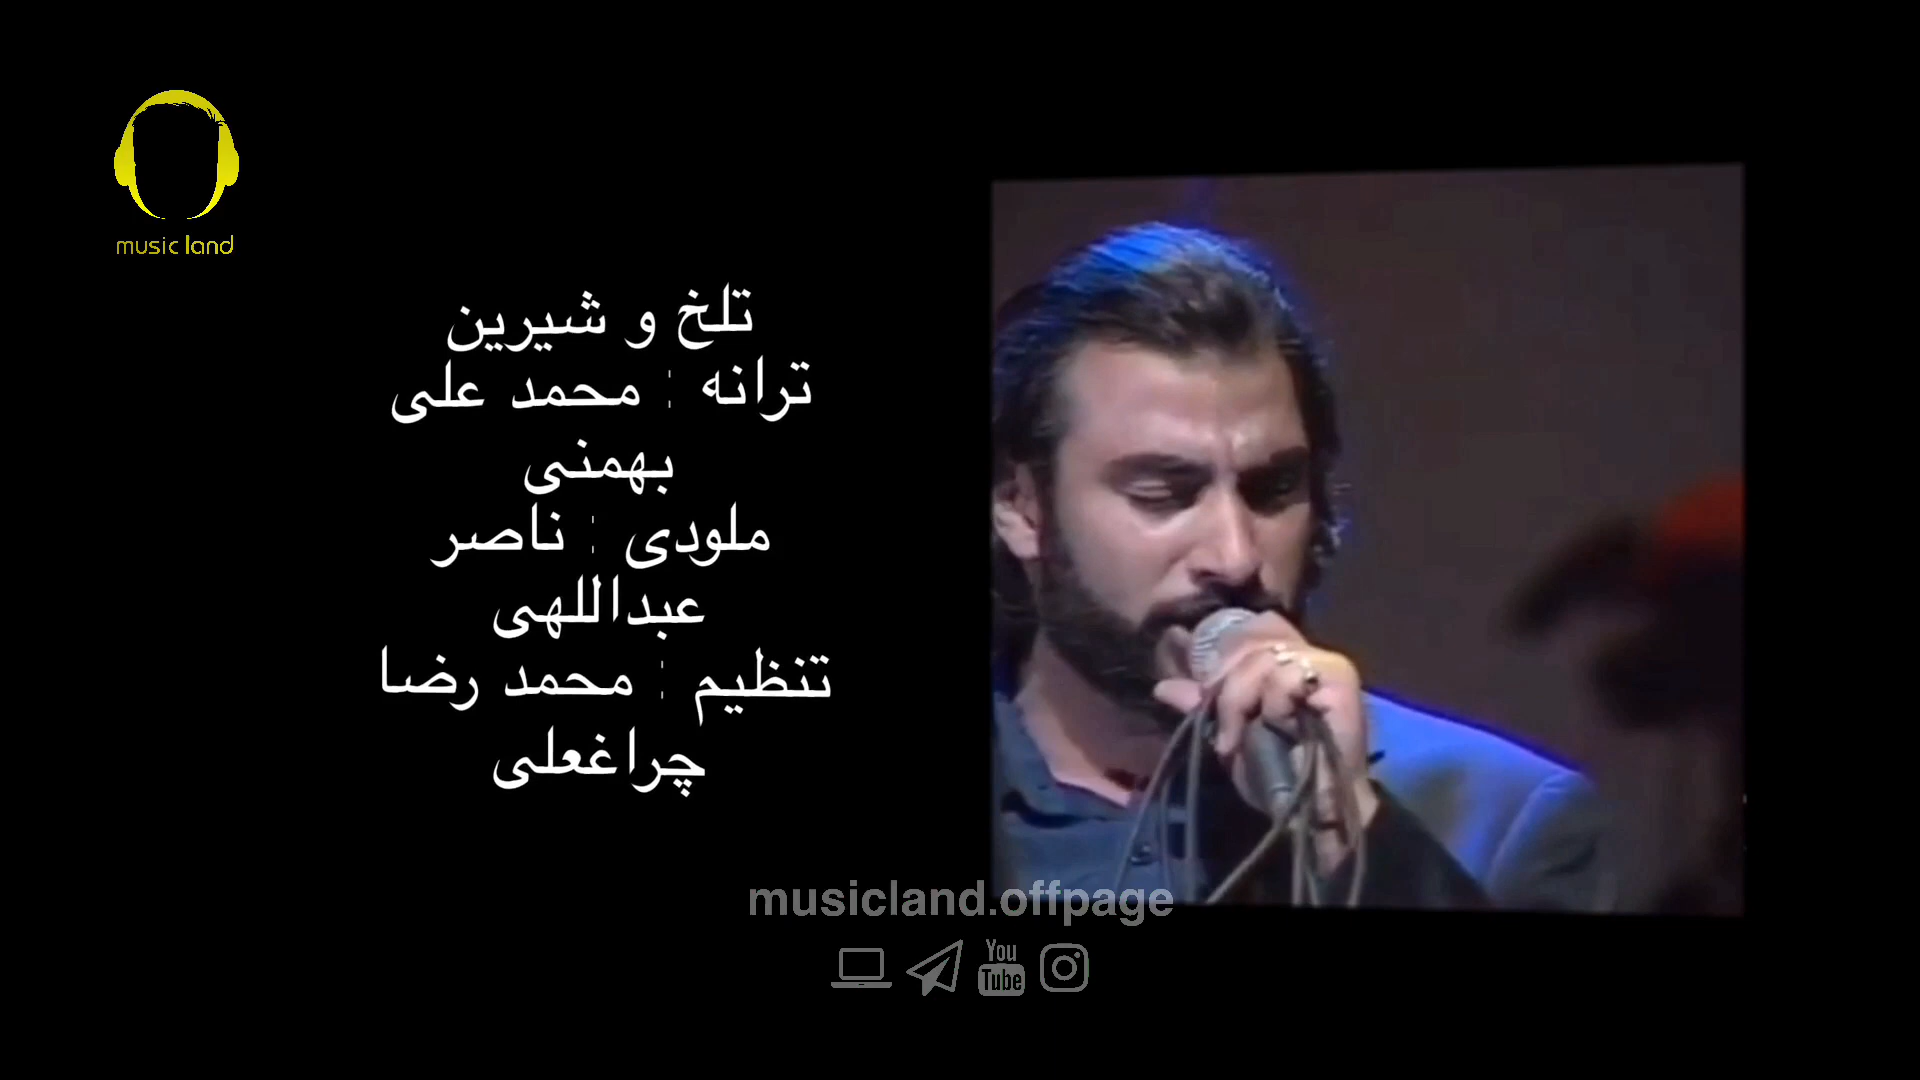 music land
تلخ و شیرین
ترانه : محمد علی
بهمنی
ملودی : ناصر
عبداللهی
تنظیم : محمد رضا
چراغعلی
musicland.offpage
You
Tube